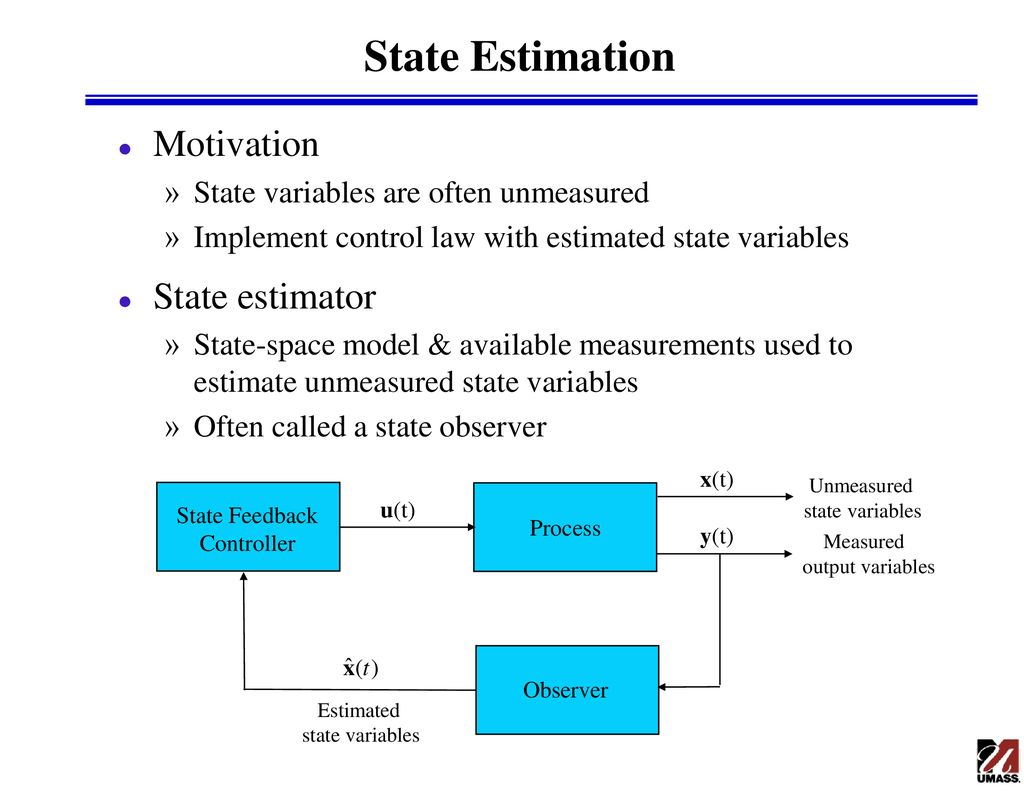 State Estimation
Motivation
» State variables are often unmeasured
» Implement control law with estimated state variables
State estimator
» State-space model & available measurements used to
estimate unmeasured state variables
» Often called a state observer
State Feedback
Controller
u(t)
Process
x(t)
Unmeasured
state variables
y(t)
Measured
output variables
x̂(t)
Estimated
state variables
Observer
UMASS.